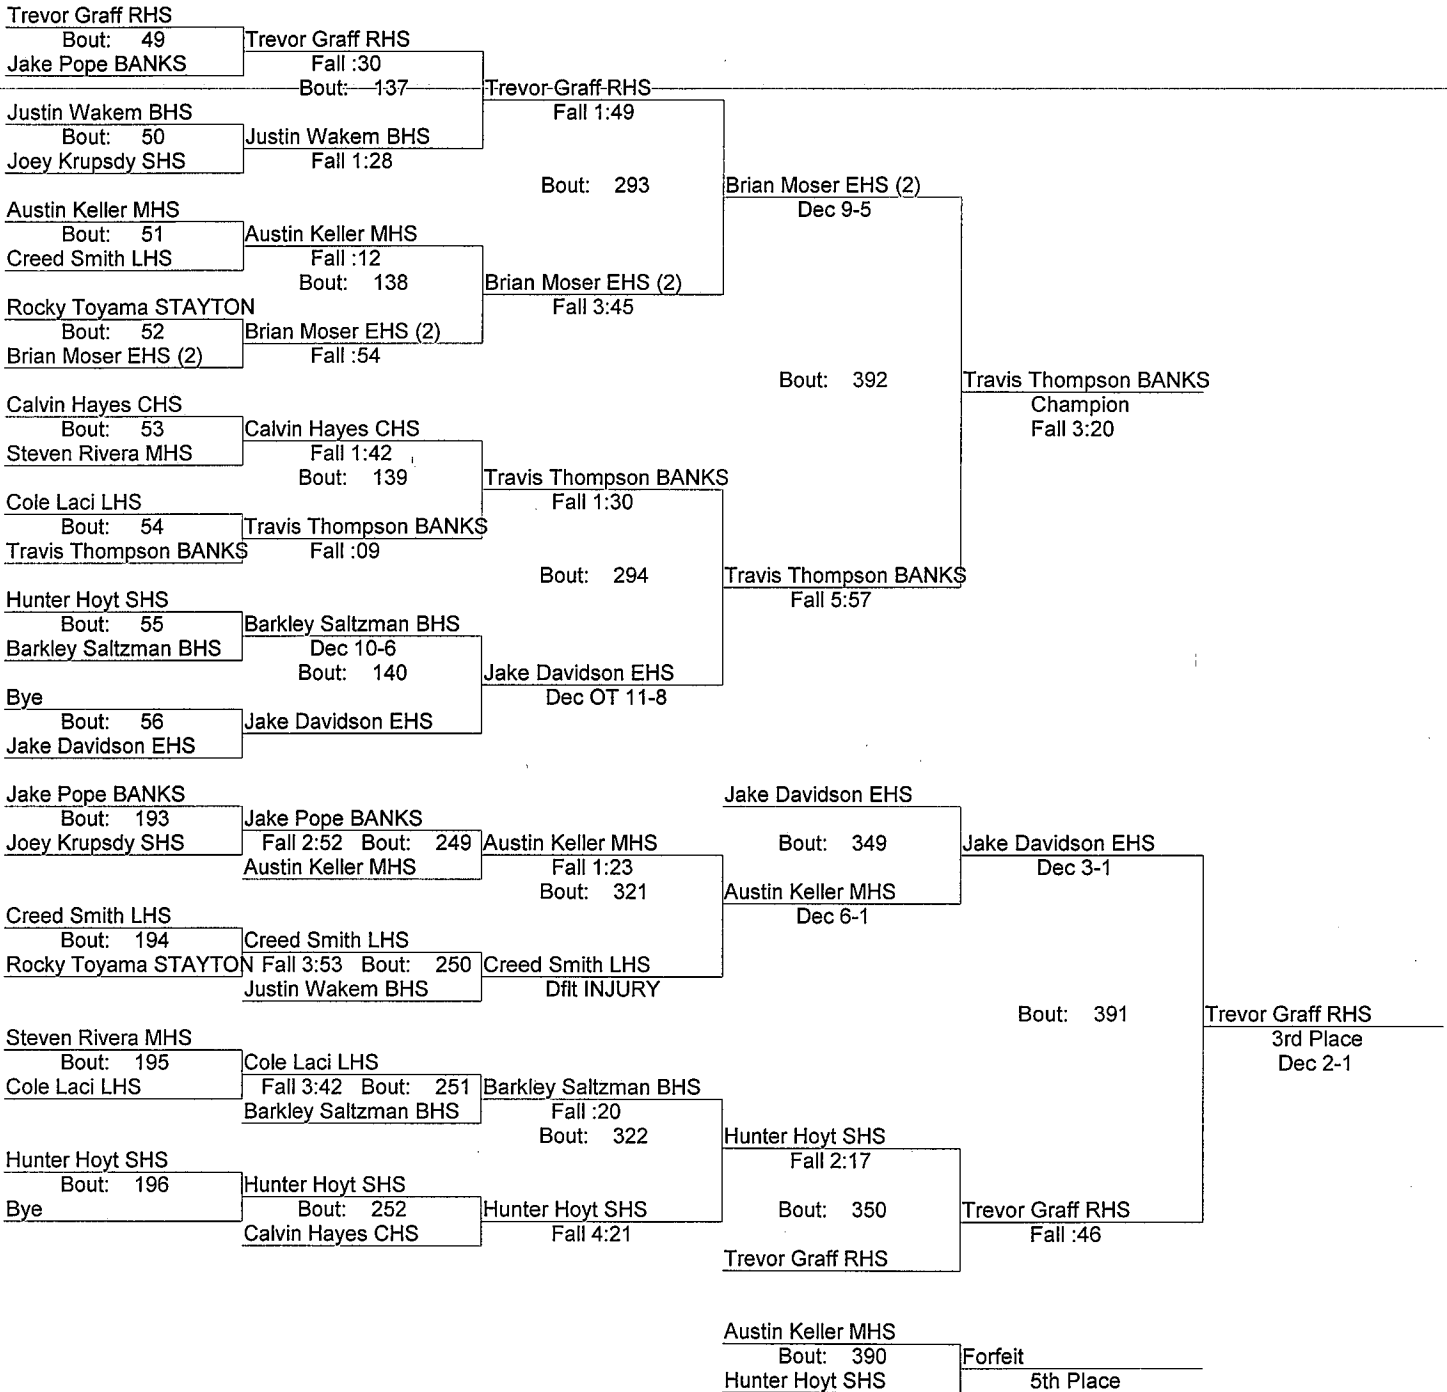 Trevor Graff RHS
Bout: 49
Jake Pope BANKS
Trevor Graff RHS
Fall :30
Bout: 137
Justin Wakem BHS
Bout: 50
Joey Krupsdy SHS
Justin Wakem BHS
Fall 1:28
Trevor Graff RHS
Fall 1:49
Bout: 293
Austin Keller MHS
Bout: 51
Creed Smith LHS
Austin Keller MHS
Fall :12
Bout: 138
Rocky Toyama STAYTON
Bout: 52
Brian Moser EHS (2)
Brian Moser EHS (2)
Fall :54
Brian Moser EHS (2)
Fall 3:45
Brian Moser EHS (2)
Dec 9-5
Bout: 392
Calvin Hayes CHS
Bout: 53
Steven Rivera MHS
Calvin Hayes CHS
Fall 1:42
Bout: 139
Cole Laci LHS
Bout: 54
Travis Thompson BANKS
Travis Thompson BANKS
Fall :09
Travis Thompson BANKS
Fall 1:30
Bout: 294
Hunter Hoyt SHS
Bout: 55
Barkley Saltzman BHS
Barkley Saltzman BHS
Dec 10-6
Bout: 140
Bye
Bout: 56
Jake Davidson EHS
Jake Davidson EHS
Jake Davidson EHS
Dec OT 11-8
Travis Thompson BANKS
Fall 5:57
Travis Thompson BANKS
Champion
Fall 3:20
Jake Pope BANKS
Bout: 193
Joey Krupsdy SHS
Jake Pope BANKS
Fall 2:52 Bout: 249
Austin Keller MHS
Austin Keller MHS
Fall 1:23
Bout: 321
Creed Smith LHS
Bout: 194
Rocky Toyama STAYTON
Creed Smith LHS
Fall 3:53 Bout: 250
Justin Wakem BHS
Creed Smith LHS
Dflt INJURY
Jake Davidson EHS
Bout: 349
Austin Keller MHS
Dec 6-1
Jake Davidson EHS
Dec 3-1
Bout: 391
Steven Rivera MHS
Bout: 195
Cole Laci LHS
Cole Laci LHS
Fall 3:42 Bout: 251
Barkley Saltzman BHS
Barkley Saltzman BHS
Fall :20
Bout: 322
Hunter Hoyt SHS
Bout: 196
Bye
Hunter Hoyt SHS
Bout: 252
Calvin Hayes CHS
Hunter Hoyt SHS
Fall 4:21
Hunter Hoyt SHS
Fall 2:17
Bout: 350
Trevor Graff RHS
Trevor Graff RHS
Fall :46
Trevor Graff RHS
3rd Place
Dec 2-1
Austin Keller MHS
Bout: 390
Hunter Hoyt SHS
Forfeit
5th Place